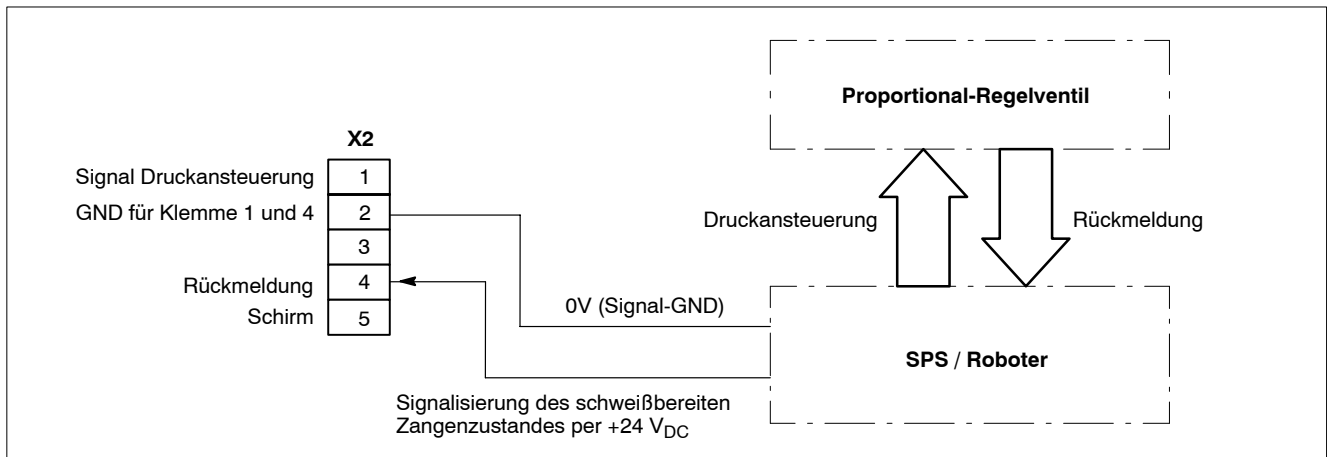 Proportional-Regelventil
X2
Signal Druckansteuerung 1
GND für Klemme 1 und 4 2
3
Rückmeldung 4
Schirm 5
Druckansteuerung
Rückmeldung
0V (Signal-GND)
SPS / Roboter
Signalisierung des schweißbereiten
Zangenzustandes per +24 VDC